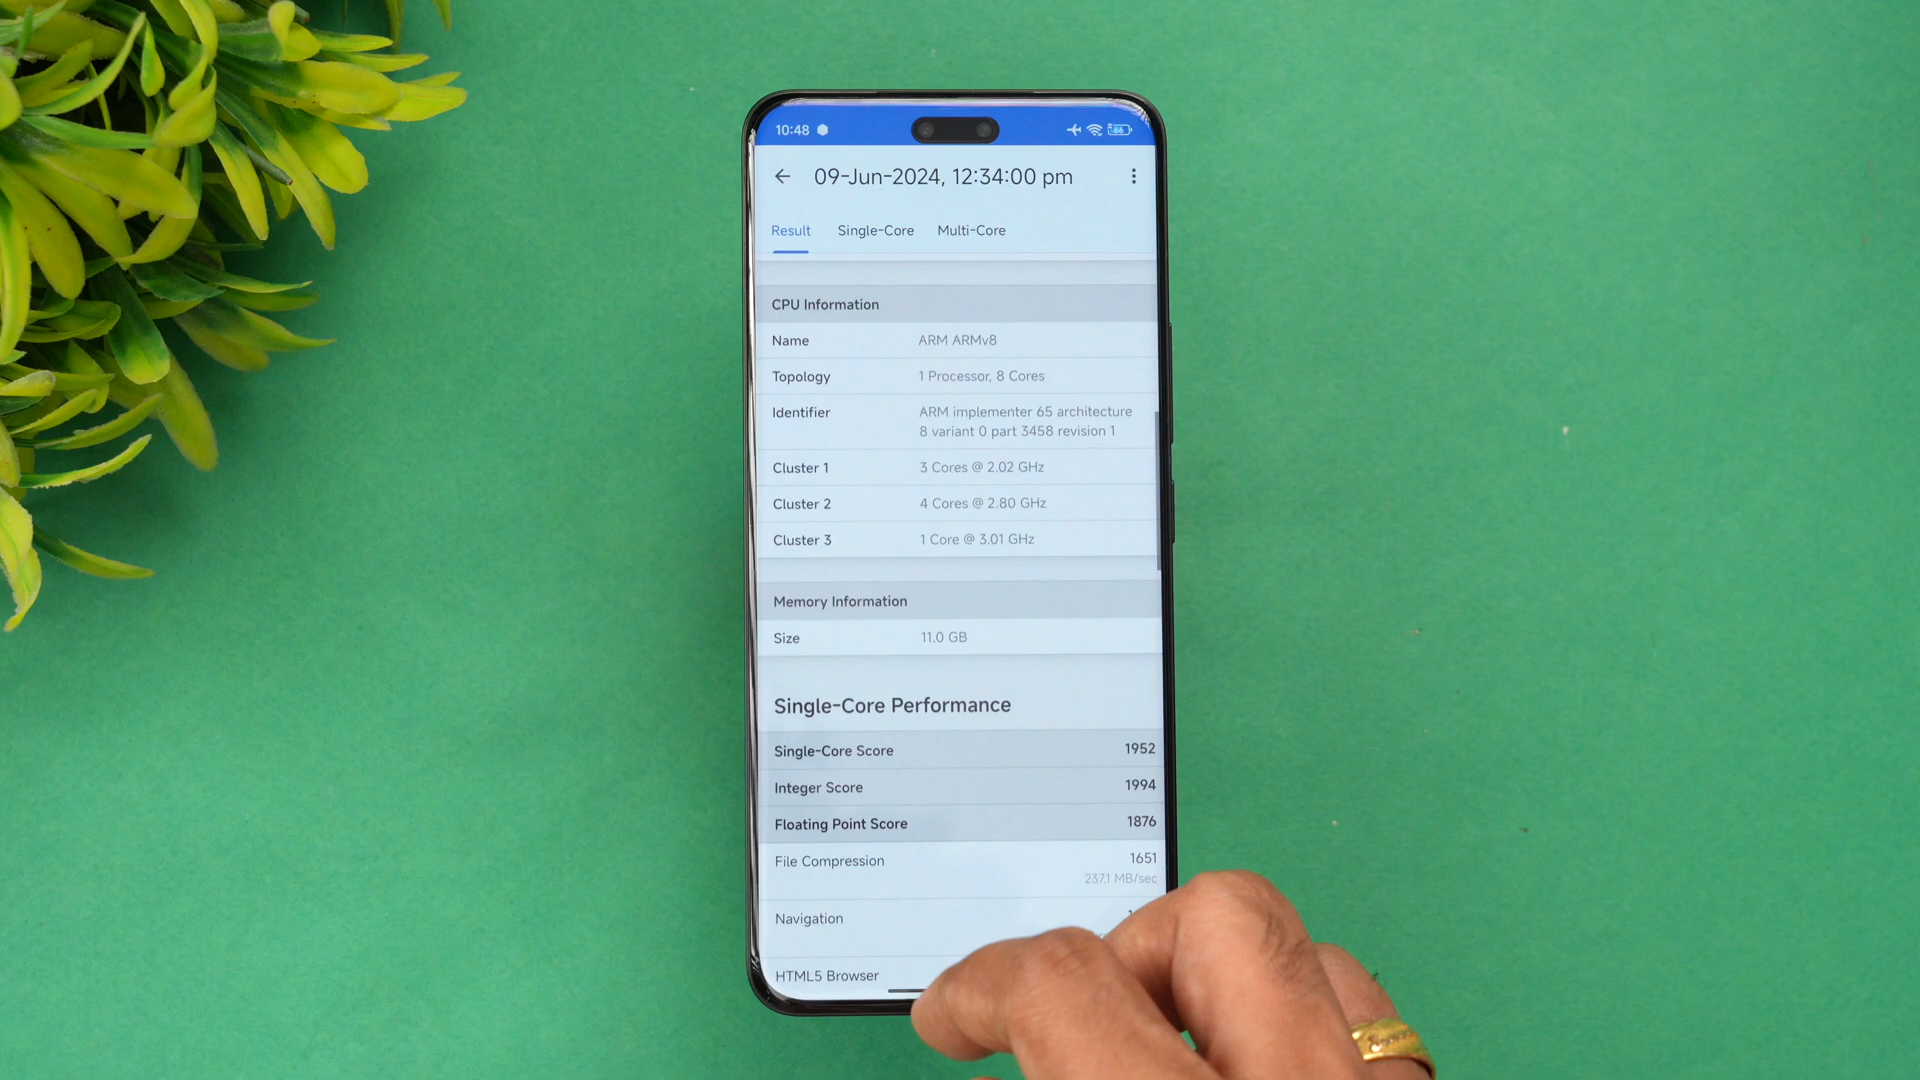 10:48
66
09-Jun-2024, 12:34:00 pm
Result Single-Core Multi-Core
CPU Information
Name ARM ARMv8
Topology 1 Processor, 8 Cores
Identifier ARM implementer 65 architecture
8 variant 0 part 3458 revision 1
Cluster 1 3 Cores @ 2.02 GHz
Cluster 2 4 Cores @ 2.80 GHz
Cluster 3 1 Core @ 3.01 GHz
Memory Information
Size 11.0 GB
Single-Core Performance
Single-Core Score 1952
Integer Score 1994
Floating Point Score 1876
File Compression 1651
237.1 MB/sec
Navigation
HTML5 Browser